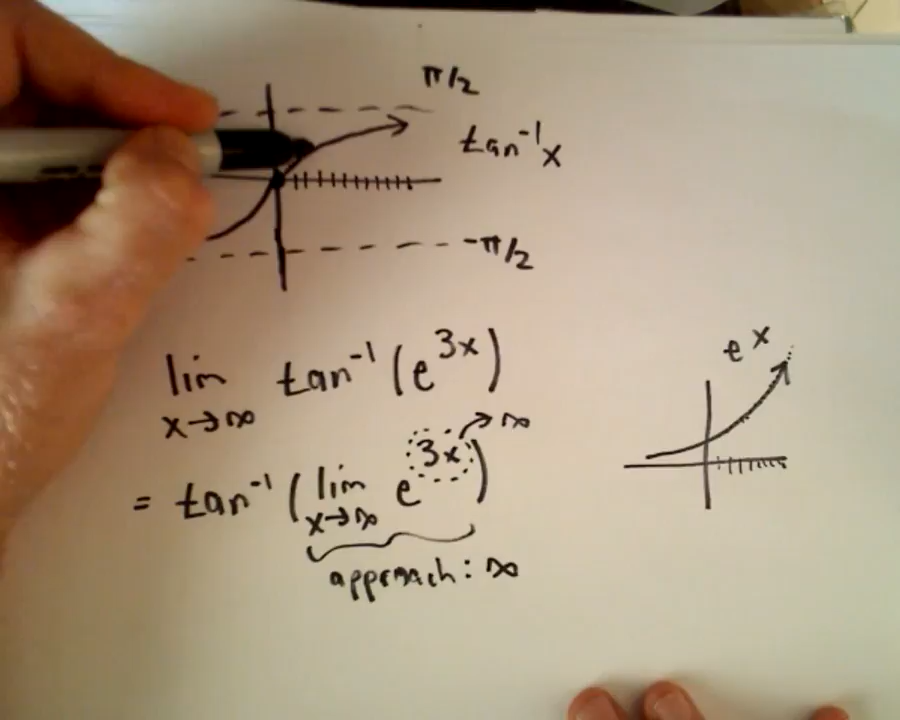 π/2
tan⁻¹x
-π/2
lim x→∞ tan⁻¹(e^{3x})
e^x
= tan⁻¹(lim x→∞ e^{3x}) → ∞
approach: ∞